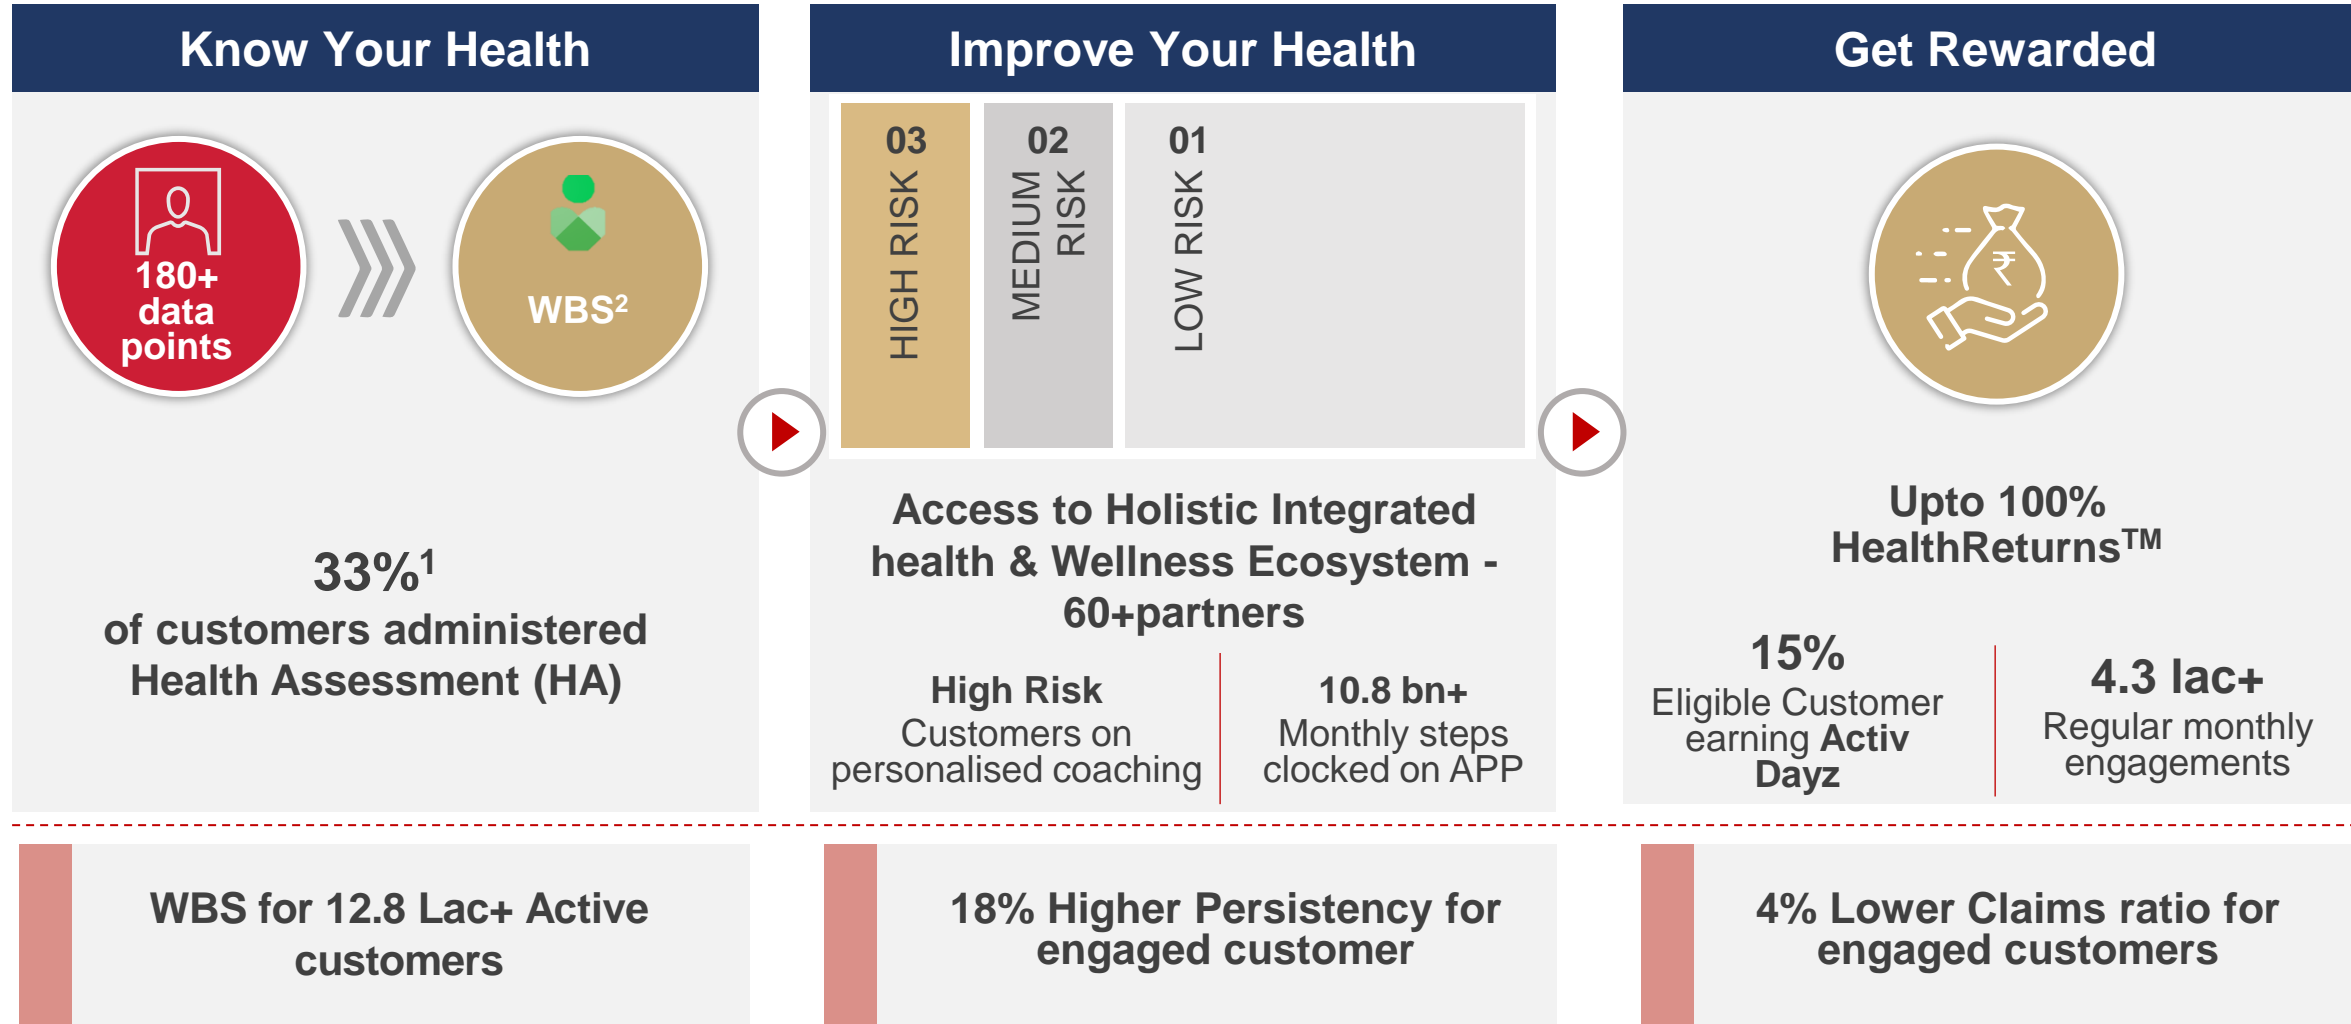 Know Your Health
180+
data
points
WBS²
33%¹
of customers administered
Health Assessment (HA)
Improve Your Health
03
HIGH RISK
02
MEDIUM
RISK
01
LOW RISK
Access to Holistic Integrated
health & Wellness Ecosystem -
60+partners
High Risk
Customers on
personalised coaching
10.8 bn+
Monthly steps
clocked on APP
Get Rewarded
₹
Upto 100%
HealthReturns™
15%
Eligible Customer
earning Activ
Dayz
4.3 lac+
Regular monthly
engagements
WBS for 12.8 Lac+ Active
customers
18% Higher Persistency for
engaged customer
4% Lower Claims ratio for
engaged customers